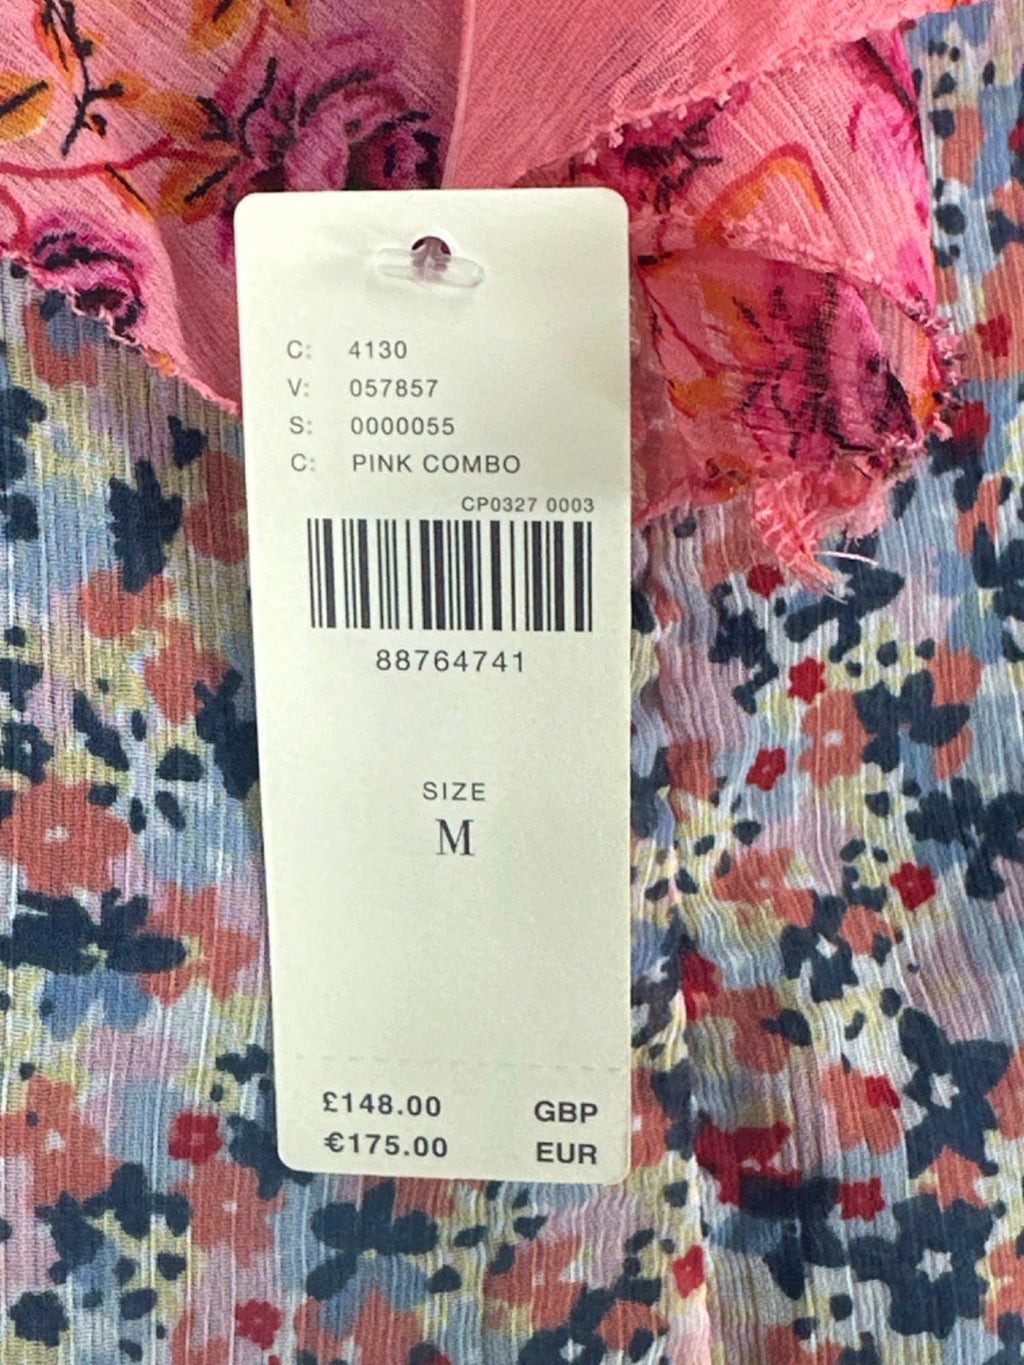 C: 4130
V: 057857
S: 0000055
C: PINK COMBO
CP0327 0003
88764741
SIZE
M
£148.00 GBP
€175.00 EUR